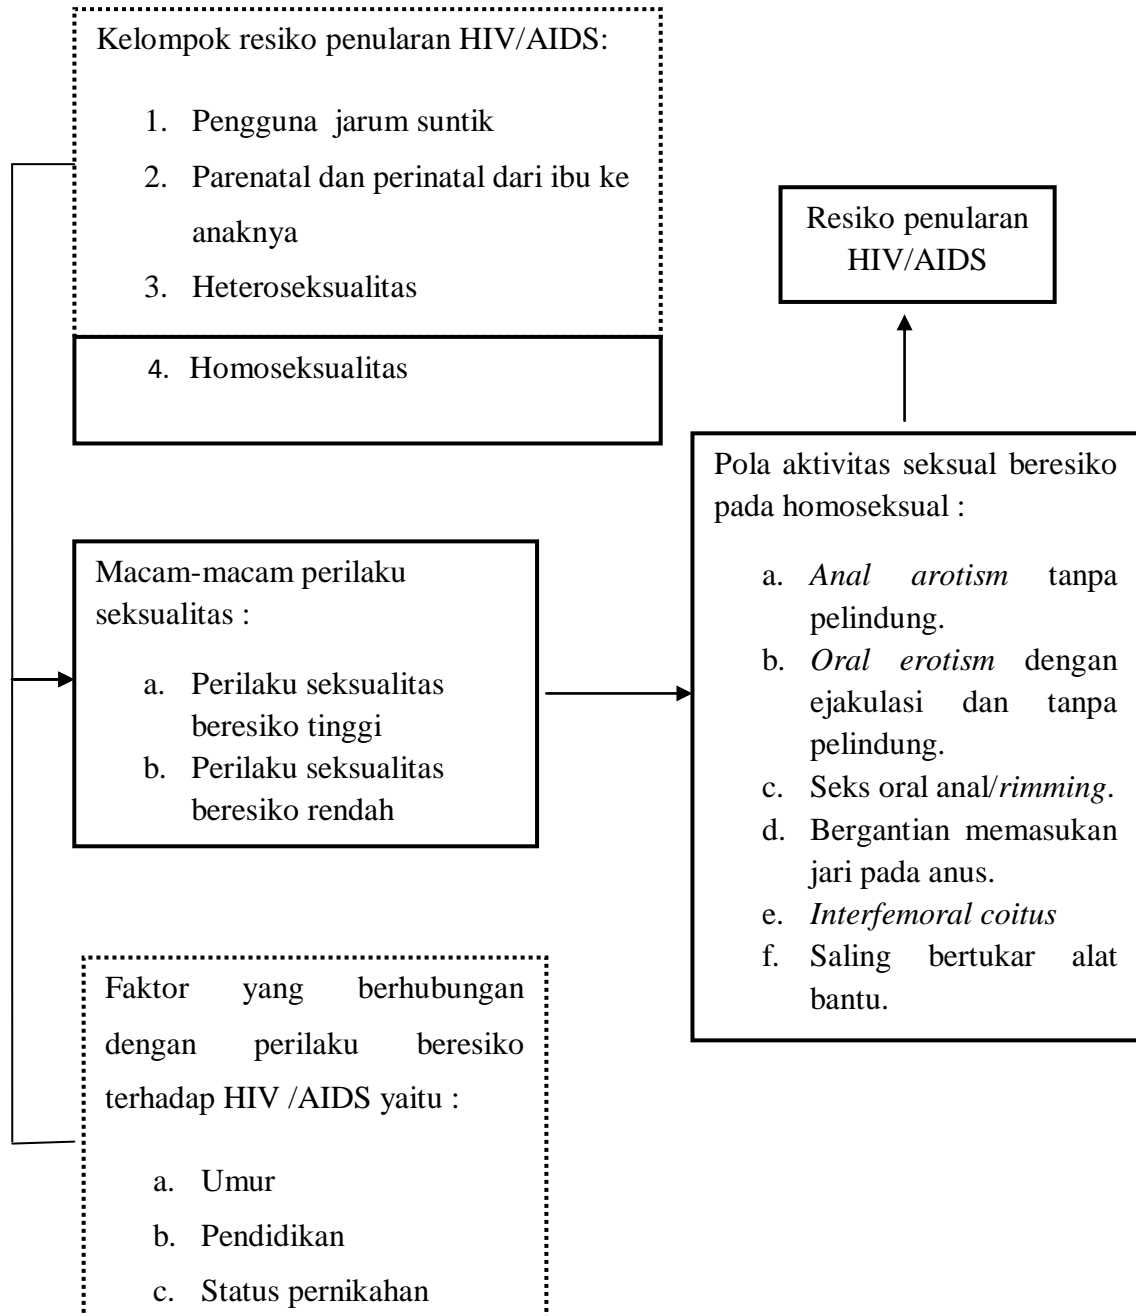 Kelompok resiko penularan HIV/AIDS:
1. Pengguna jarum suntik
2. Parenatal dan perinatal dari ibu ke
anaknya
3. Heteroseksualitas
4. Homoseksualitas
Resiko penularan
HIV/AIDS
Macam-macam perilaku
seksualitas :
a. Perilaku seksualitas
beresiko tinggi
b. Perilaku seksualitas
beresiko rendah
Pola aktivitas seksual beresiko
pada homoseksual :
a. Anal arotism tanpa
pelindung.
b. Oral erotism dengan
ejakulasi dan tanpa
pelindung.
c. Seks oral anal/rimming.
d. Bergantian memasukan
jari pada anus.
e. Interfemoral coitus
f. Saling bertukar alat
bantu.
Faktor yang berhubungan
dengan perilaku beresiko
terhadap HIV /AIDS yaitu :
a. Umur
b. Pendidikan
c. Status pernikahan